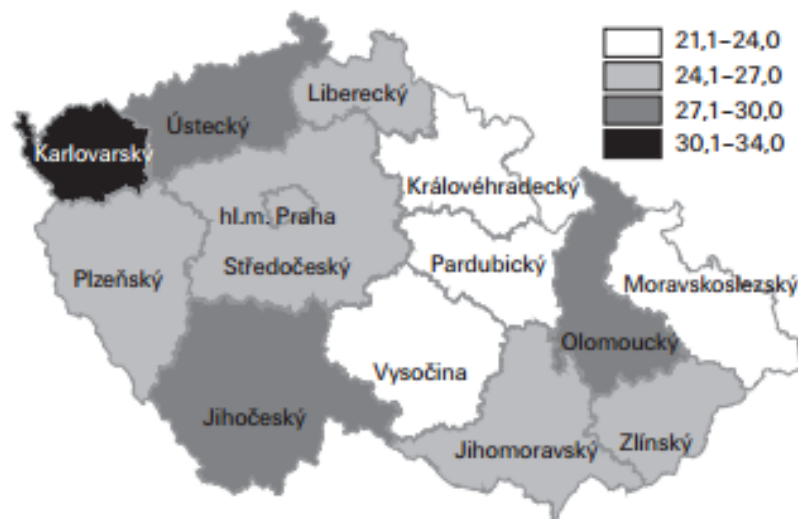 21,1–24,0
24,1–27,0
27,1–30,0
30,1–34,0
Liberecký
Ústecký
Karlovarský
Královéhradecký
hl.m. Praha
Středočeský
Pardubický
Plzeňský
Moravskoslezský
Olomoucký
Vysočina
Jihočeský
Jihomoravský
Zlínský